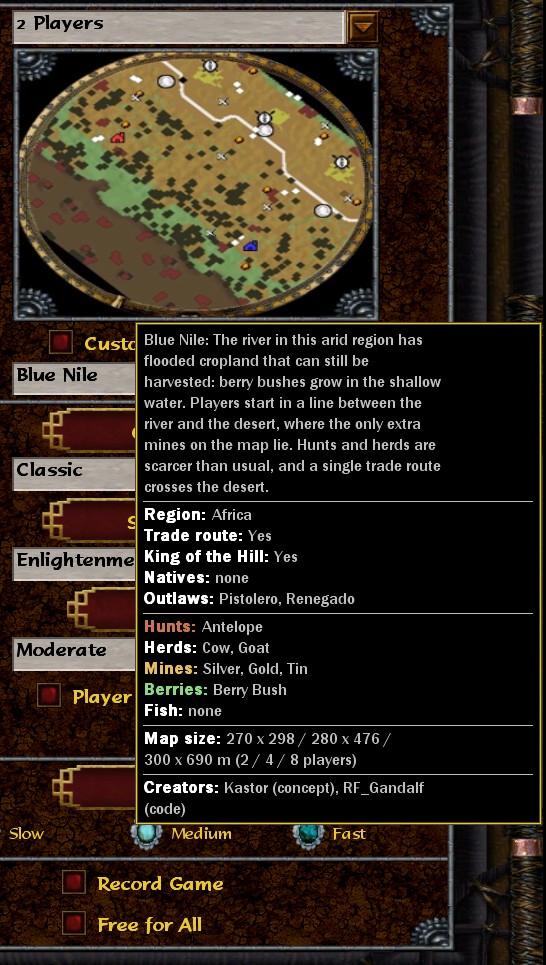 2 Players
Custo
Blue Nile
Classic
S
Enlightenme
Moderate
Player
Blue Nile: The river in this arid region has
flooded cropland that can still be
harvested: berry bushes grow in the shallow
water. Players start in a line between the
river and the desert, where the only extra
mines on the map lie. Hunts and herds are
scarcer than usual, and a single trade route
crosses the desert.
Region: Africa
Trade route: Yes
King of the Hill: Yes
Natives: none
Outlaws: Pistolero, Renegado
Hunts: Antelope
Herds: Cow, Goat
Mines: Silver, Gold, Tin
Berries: Berry Bush
Fish: none
Map size: 270 x 298 / 280 x 476 /
300 x 690 m (2 / 4 / 8 players)
Creators: Kastor (concept), RF_Gandalf
(code)
Slow Medium Fast
Record Game
Free for All